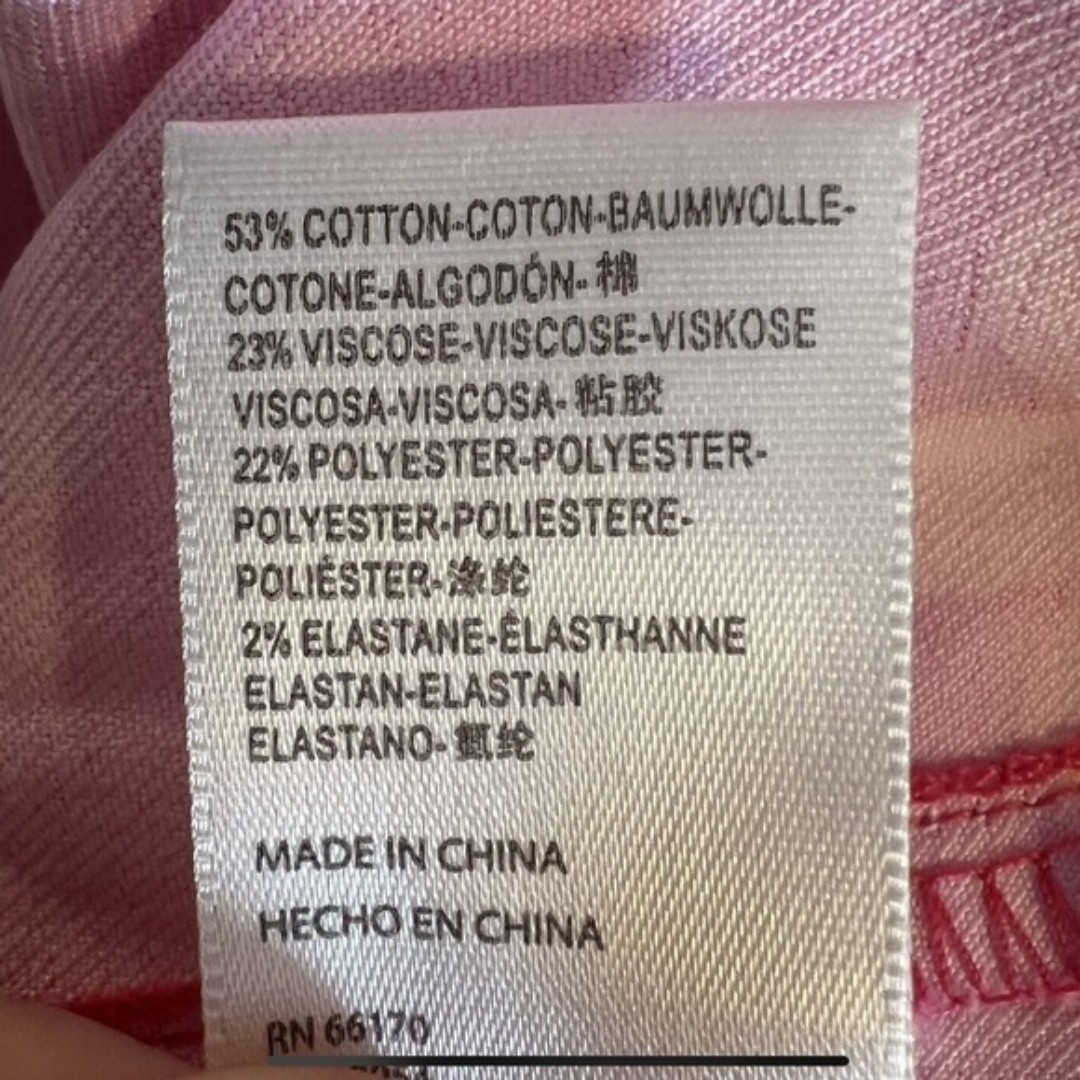 53% COTTON-COTON-BAUMWOLLE-
COTONE-ALGODÓN-棉
23% VISCOSE-VISCOSE-VISKOSE
VISCOSA-VISCOSA-粘胶
22% POLYESTER-POLYESTER-
POLYESTER-POLIESTERE-
POLIÉSTER-涤纶
2% ELASTANE-ÉLASTHANNE
ELASTAN-ELASTAN
ELASTANO-氨纶
MADE IN CHINA
HECHO EN CHINA
RN 66170